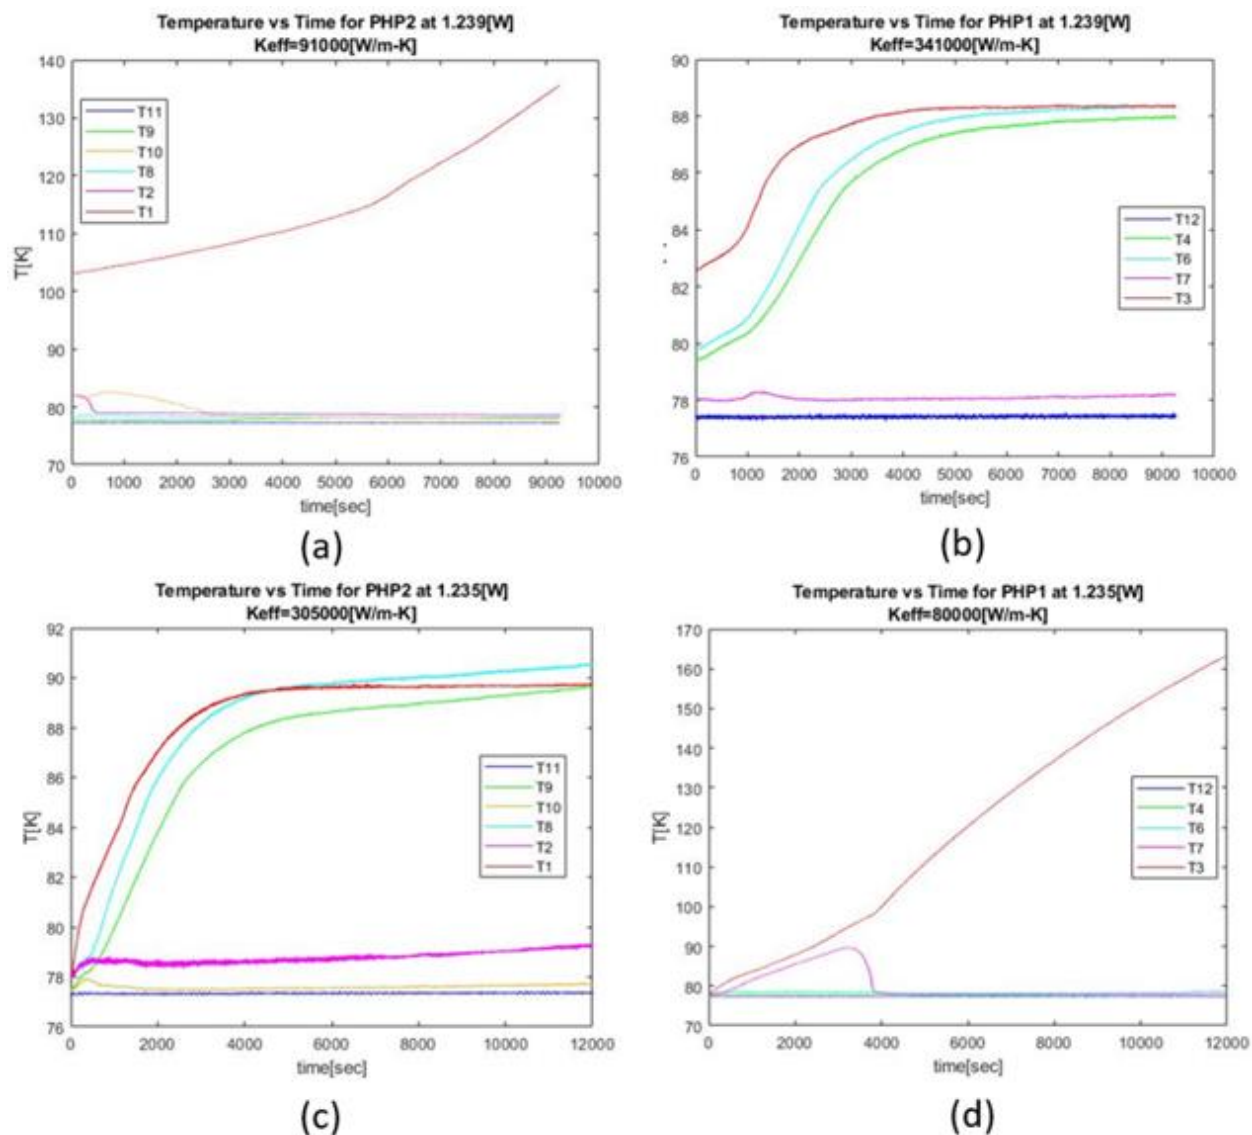 Temperature vs Time for PHP2 at 1.239[W]
Keff=91000[W/m-K]
140
130
120
110
100
90
80
70
T[K]
T11
T9
T10
T8
T2
T1
0 1000 2000 3000 4000 5000 6000 7000 8000 9000 10000
time[sec]
(a)
Temperature vs Time for PHP1 at 1.239[W]
Keff=341000[W/m-K]
90
88
86
84
82
80
78
76
T12
T4
T6
T7
T3
0 1000 2000 3000 4000 5000 6000 7000 8000 9000 10000
time[sec]
(b)
Temperature vs Time for PHP2 at 1.235[W]
Keff=305000[W/m-K]
92
90
88
86
84
82
80
78
76
T[K]
T11
T9
T10
T8
T2
T1
0 2000 4000 6000 8000 10000 12000
time[sec]
(c)
Temperature vs Time for PHP1 at 1.235[W]
Keff=80000[W/m-K]
170
160
150
140
130
120
110
100
90
80
70
T[K]
T12
T4
T6
T7
T3
0 2000 4000 6000 8000 10000 12000
time[sec]
(d)